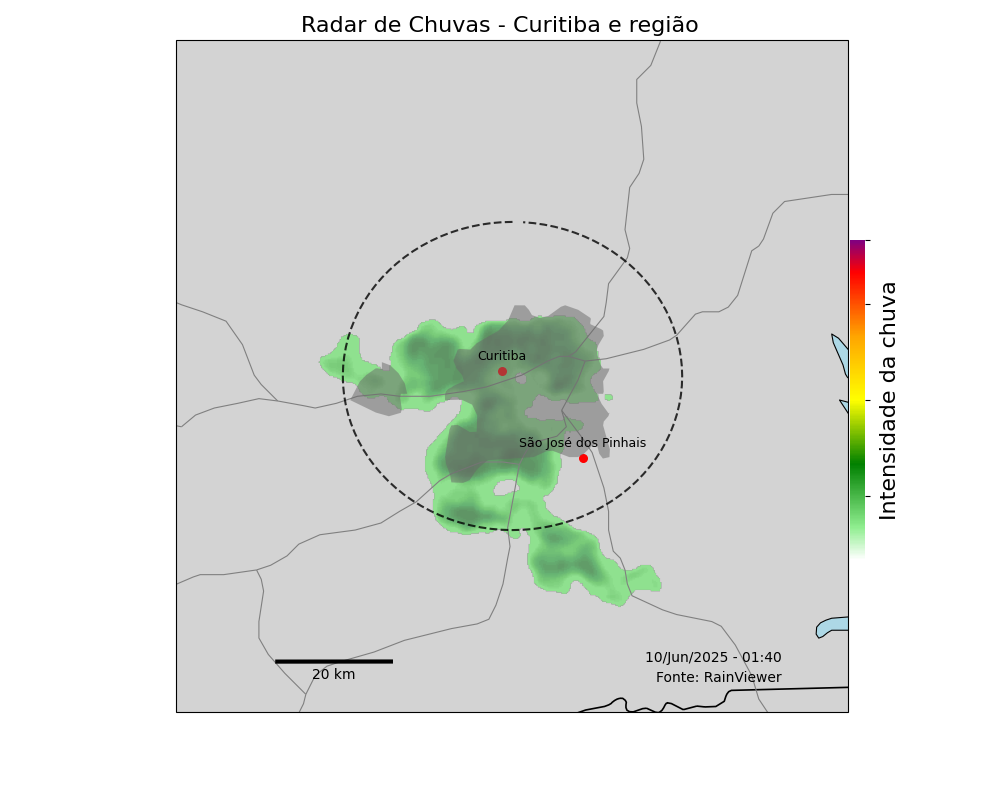 Radar de Chuvas - Curitiba e região
Curitiba
São José dos Pinhais
Intensidade da chuva
20 km
10/Jun/2025 - 01:40
Fonte: RainViewer